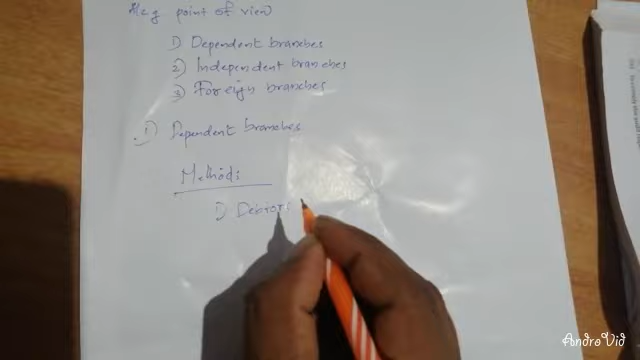 A/c g point of view
1) Dependent branches
2) Independent branches
3) Foreign branches
1) Dependent branches
Methods
1) Debtors
AndroVid